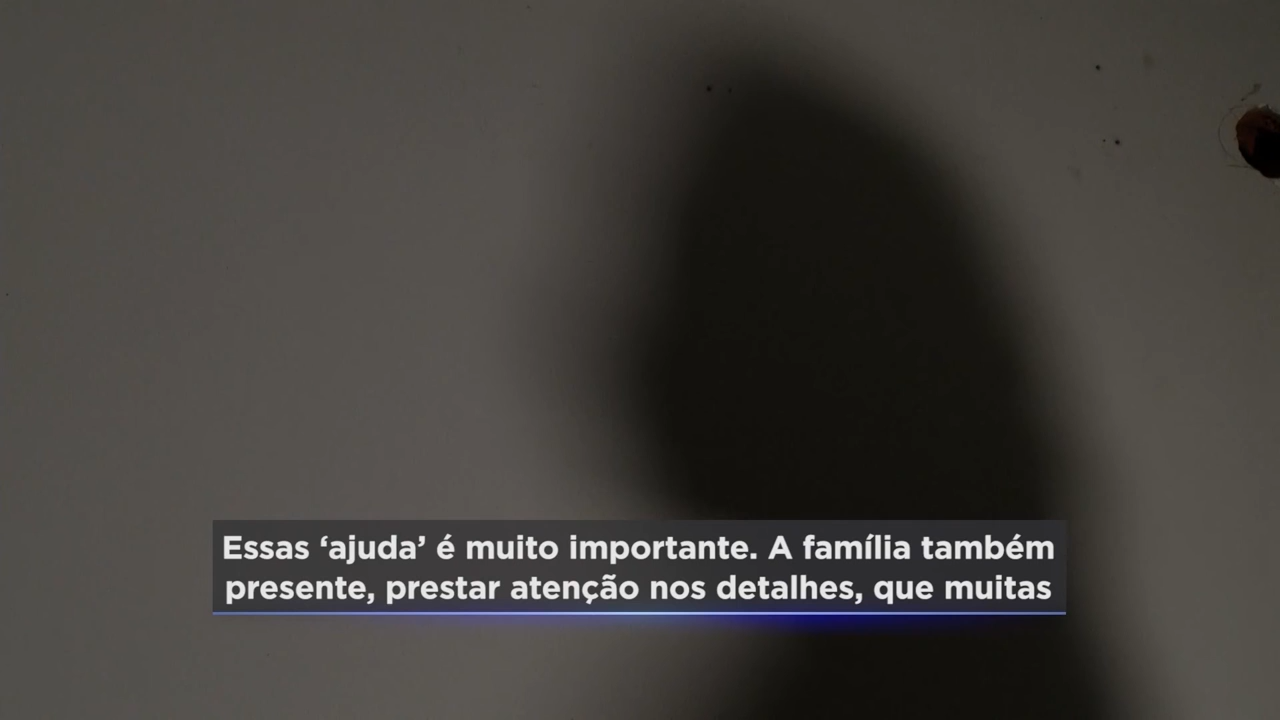 Essas ‘ajuda’ é muito importante. A família também
presente, prestar atenção nos detalhes, que muitas